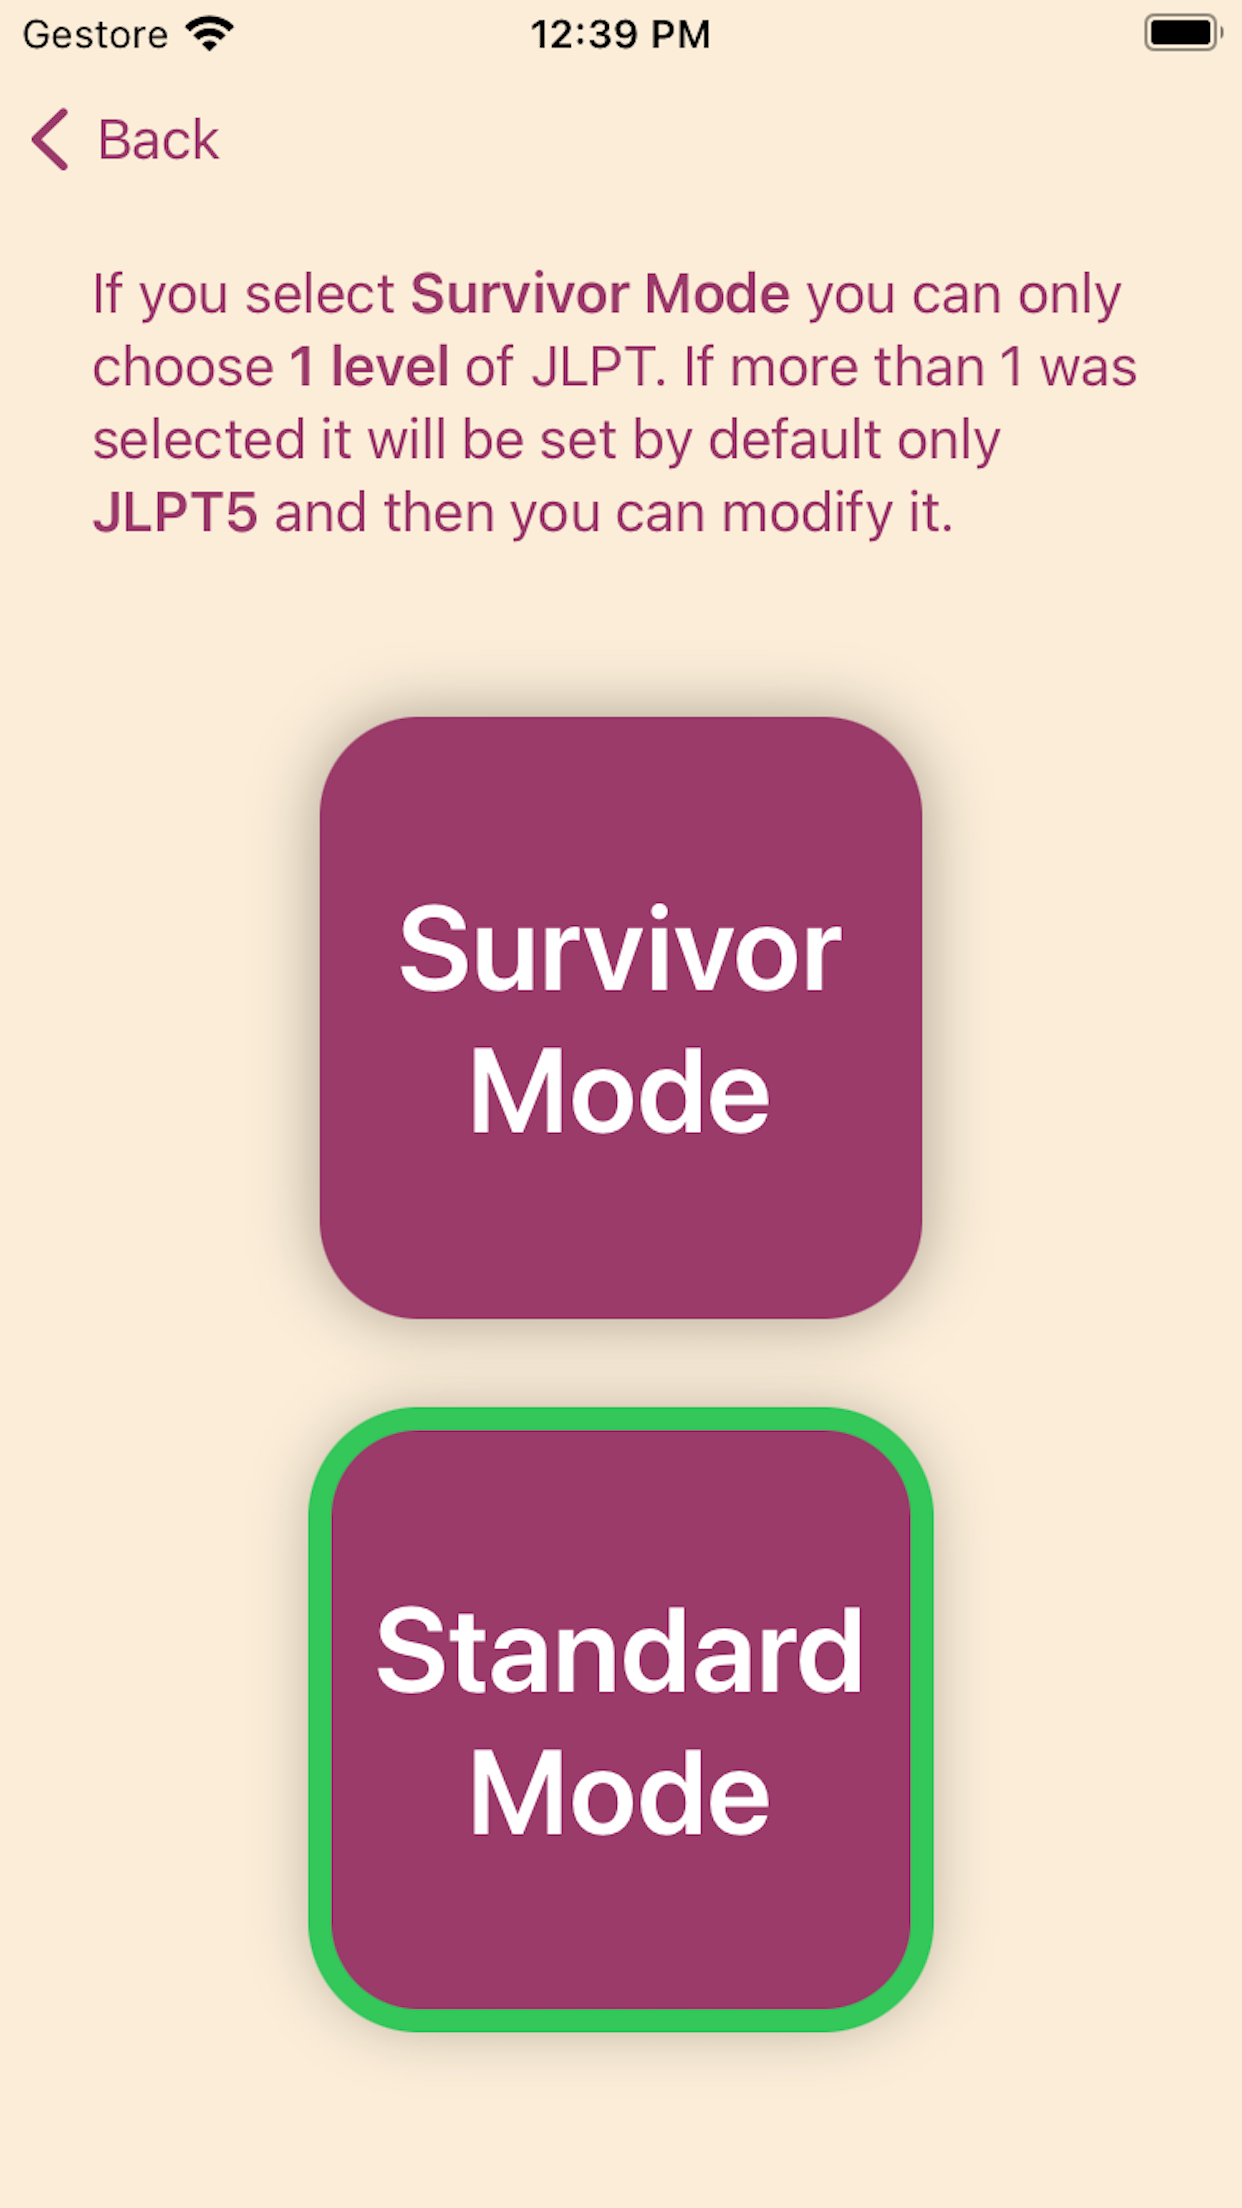 Gestore 12:39 PM
Back
If you select Survivor Mode you can only
choose 1 level of JLPT. If more than 1 was
selected it will be set by default only
JLPT5 and then you can modify it.
Survivor
Mode
Standard
Mode